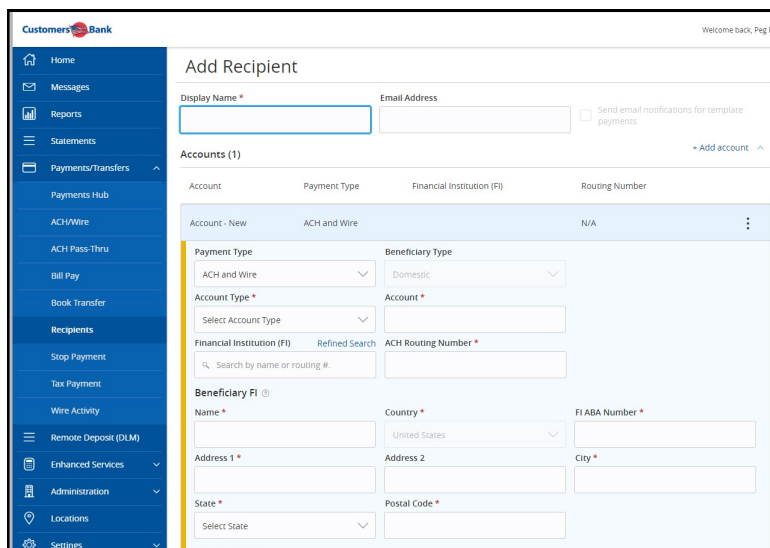 Customers Bank
Welcome back, Peg
Home
Messages
Reports
Statements
Payments/Transfers
Payments Hub
ACH/Wire
ACH Pass-Thru
Bill Pay
Book Transfer
Recipients
Stop Payment
Tax Payment
Wire Activity
Remote Deposit (DLM)
Enhanced Services
Administration
Locations
Settings
Add Recipient
Display Name * Email Address
Send email notifications for template
payments
Accounts (1) + Add account
Account Payment Type Financial Institution (FI) Routing Number
Account - New ACH and Wire N/A
Payment Type Beneficiary Type
ACH and Wire Domestic
Account Type * Account *
Select Account Type
Financial Institution (FI) Refined Search ACH Routing Number *
Search by name or routing #.
Beneficiary FI
Name * Country * FI ABA Number *
United States
Address 1 * Address 2 City *
State * Postal Code *
Select State